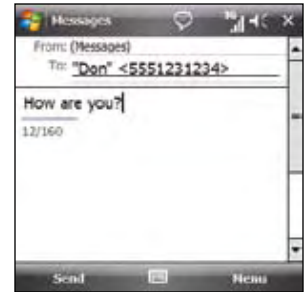 Messages
From: (Messages)
To: "Don" <5551231234>
How are you?
12/160
Send Menu